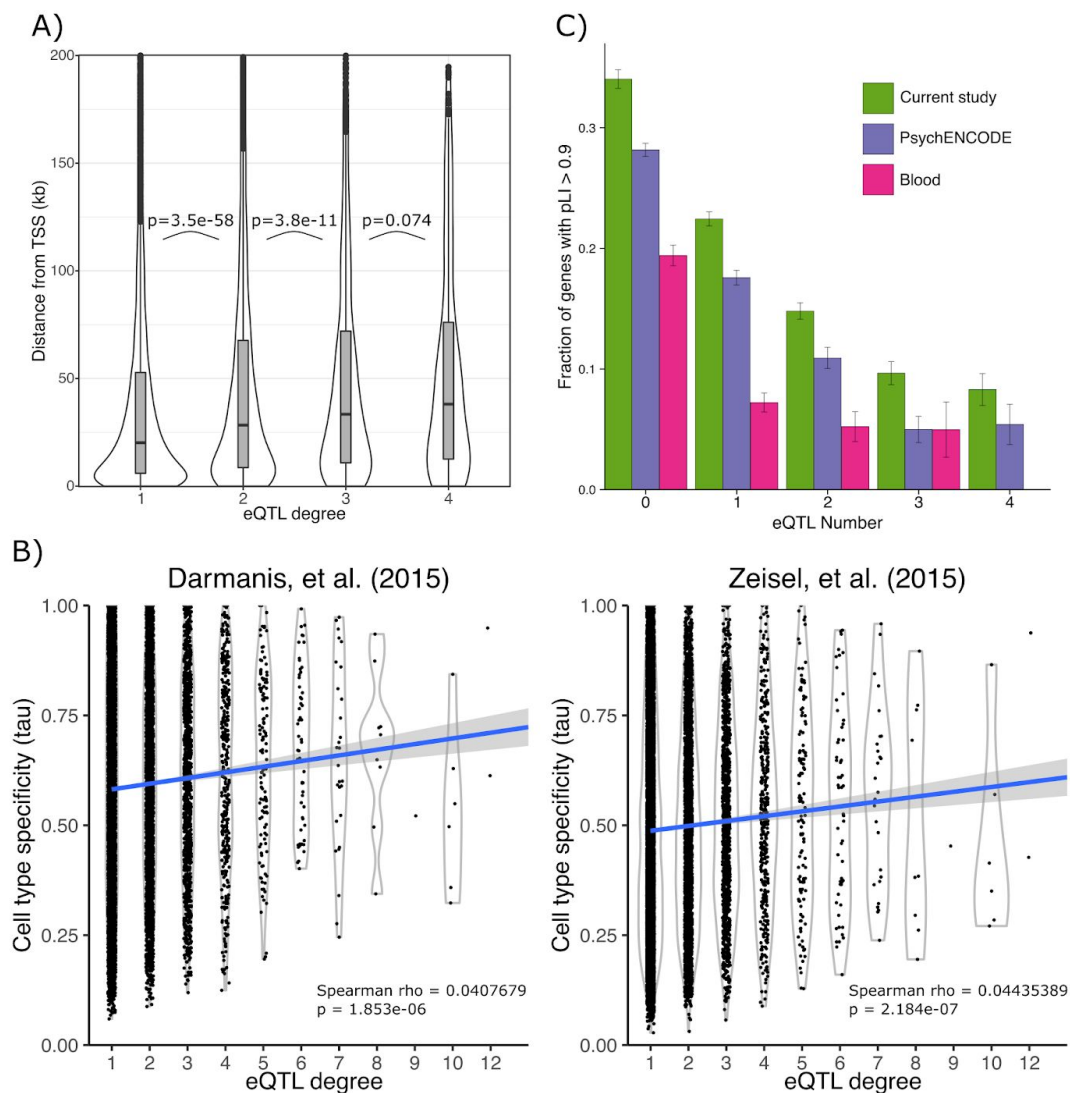 A)
200
150
100
50
0
Distance from TSS (kb)
p=3.5e-58
p=3.8e-11
p=0.074
1 2 3 4
eQTL degree
C)
0.3
0.2
0.1
0.0
Fraction of genes with pLI > 0.9
Current study
PsychENCODE
Blood
0 1 2 3 4
eQTL Number
B)
Darmanis, et al. (2015)
1.00
0.75
0.50
0.25
0.00
Cell type specificity (tau)
Spearman rho = 0.0407679
p = 1.853e-06
1 2 3 4 5 6 7 8 9 10 12
eQTL degree
Zeisel, et al. (2015)
1.00
0.75
0.50
0.25
0.00
Cell type specificity (tau)
Spearman rho = 0.04435389
p = 2.184e-07
1 2 3 4 5 6 7 8 9 10 12
eQTL degree